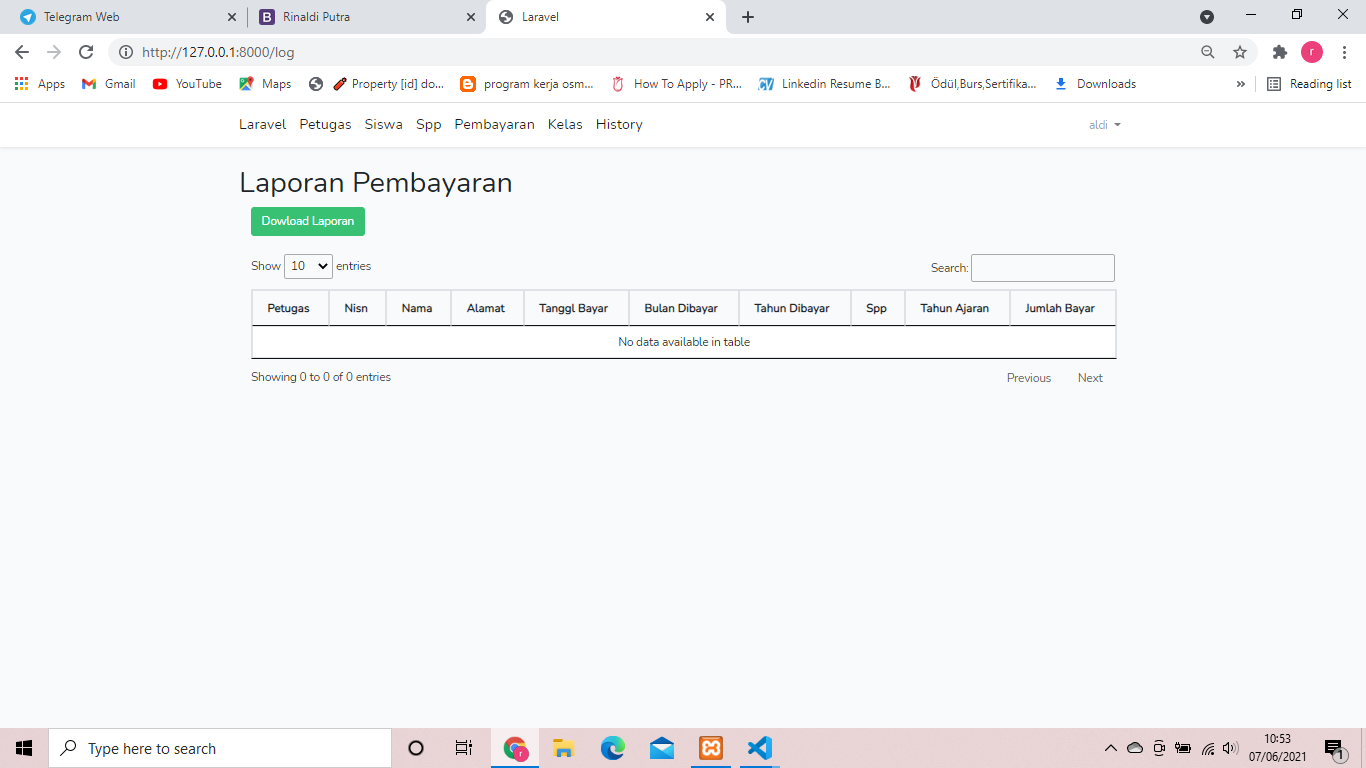 Telegram Web
Rinaldi Putra
Laravel
http://127.0.0.1:8000/log
r
Apps Gmail YouTube Maps Property [id] do... program kerja osm... How To Apply - PR... Linkedin Resume B... Ödül,Burs,Sertifika... Downloads » Reading list
Laravel Petugas Siswa Spp Pembayaran Kelas History aldi
Laporan Pembayaran
Dowload Laporan
Show 10 entries Search:
Petugas Nisn Nama Alamat Tanggl Bayar Bulan Dibayar Tahun Dibayar Spp Tahun Ajaran Jumlah Bayar
No data available in table
Showing 0 to 0 of 0 entries Previous Next
Type here to search
10:53
07/06/2021
1